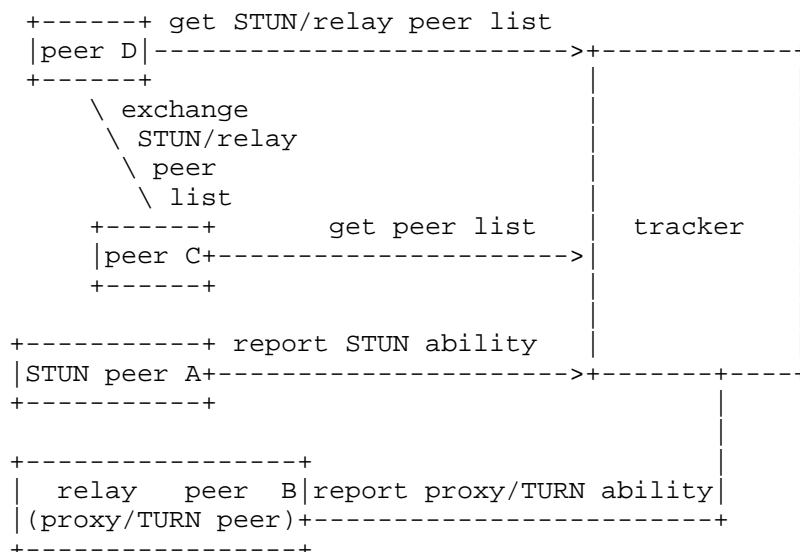 get STUN/relay peer list
peer D
exchange
STUN/relay
peer
list
get peer list tracker
peer C
report STUN ability
STUN peer A
relay peer B report proxy/TURN ability
(proxy/TURN peer)